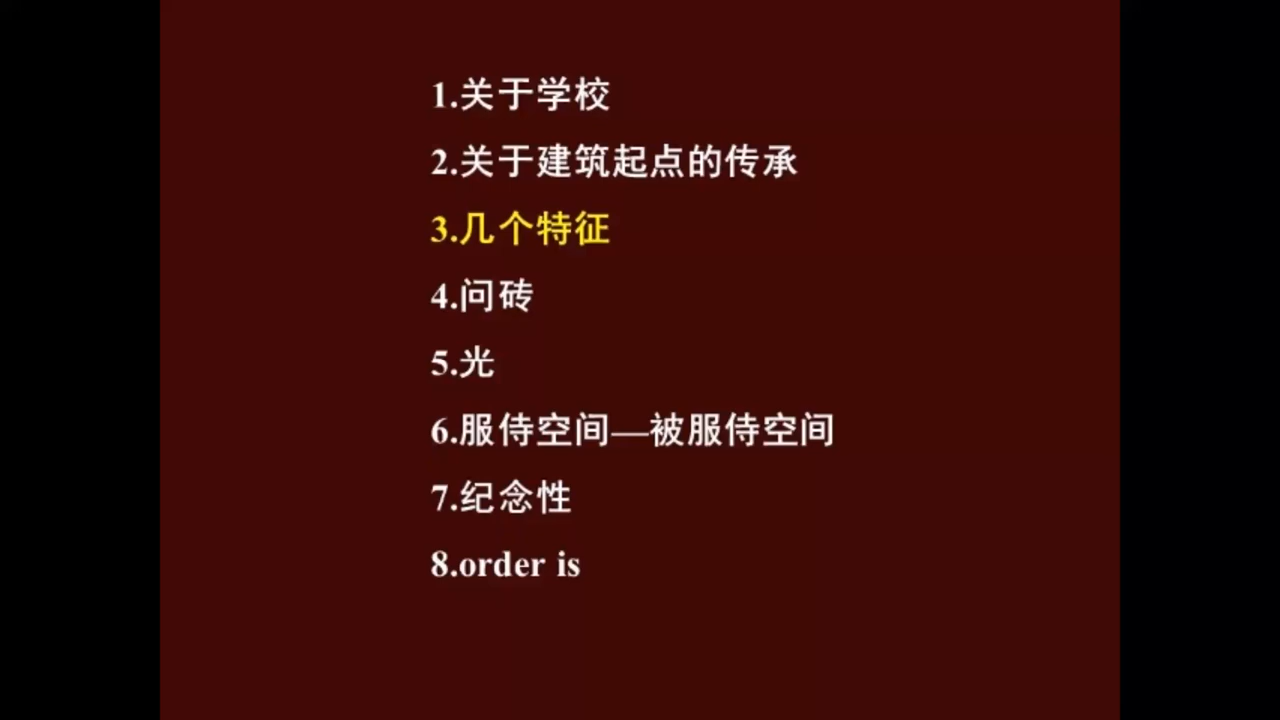 1.关于学校
2.关于建筑起点的传承
3.几个特征
4.问砖
5.光
6.服侍空间—被服侍空间
7.纪念性
8.order is